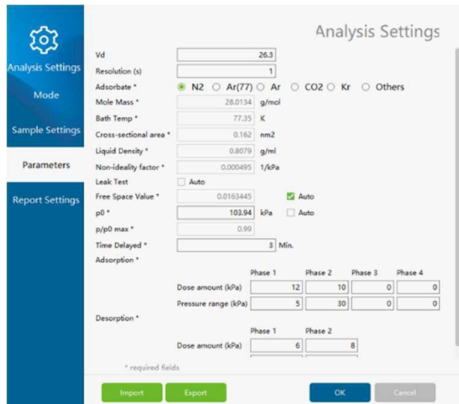 Analysis Settings
Analysis Settings
Mode
Sample Settings
Parameters
Report Settings
Vd 26.3
Resolution (s) 1
Adsorbate * N2 Ar(77) Ar CO2 Kr Others
Mole Mass * 28.0134 g/mol
Bath Temp * 77.35 K
Cross-sectional area * 0.162 nm2
Liquid Density * 0.8079 g/ml
Non-ideality factor * 0.000495 1/kPa
Leak Test Auto
Free Space Value * 0.0163445 Auto
p0 * 103.94 kPa Auto
p/p0 max * 0.99
Time Delayed * 3 Min.
Adsorption *
Phase 1 Phase 2 Phase 3 Phase 4
Dose amount (kPa) 12 10 0 0
Pressure range (kPa) 5 30 0 0
Desorption *
Phase 1 Phase 2
Dose amount (kPa) 6 8
* required fields
Import Export OK Cancel